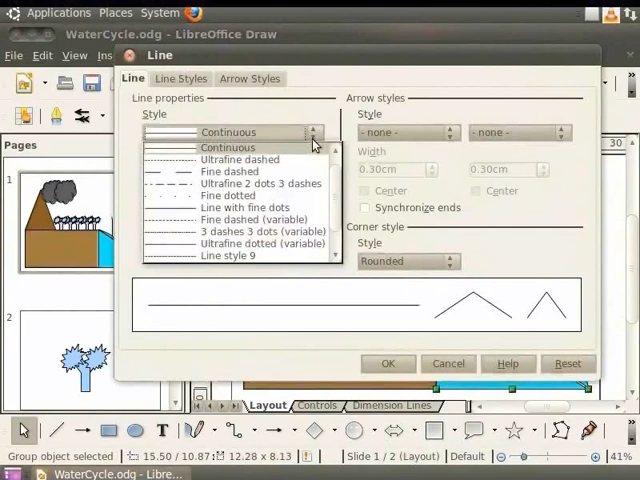 Applications Places System
WaterCycle.odg - LibreOffice Draw
File Edit View Ins
Line
Line Line Styles Arrow Styles
Line properties
Style
Continuous
Continuous
Ultrafine dashed
Fine dashed
Ultrafine 2 dots 3 dashes
Fine dotted
Line with fine dots
Fine dashed (variable)
3 dashes 3 dots (variable)
Ultrafine dotted (variable)
Line style 9
Arrow styles
Style
- none - - none -
Width
0.30cm 0.30cm
Center Center
Synchronize ends
Corner style
Style
Rounded
OK Cancel Help Reset
Pages
1
2
30
Layout Controls Dimension Lines
Group object selected 15.50 / 10.87 12.28 x 8.13 Slide 1 / 2 (Layout) Default 41%
WaterCycle.odg - Libre...